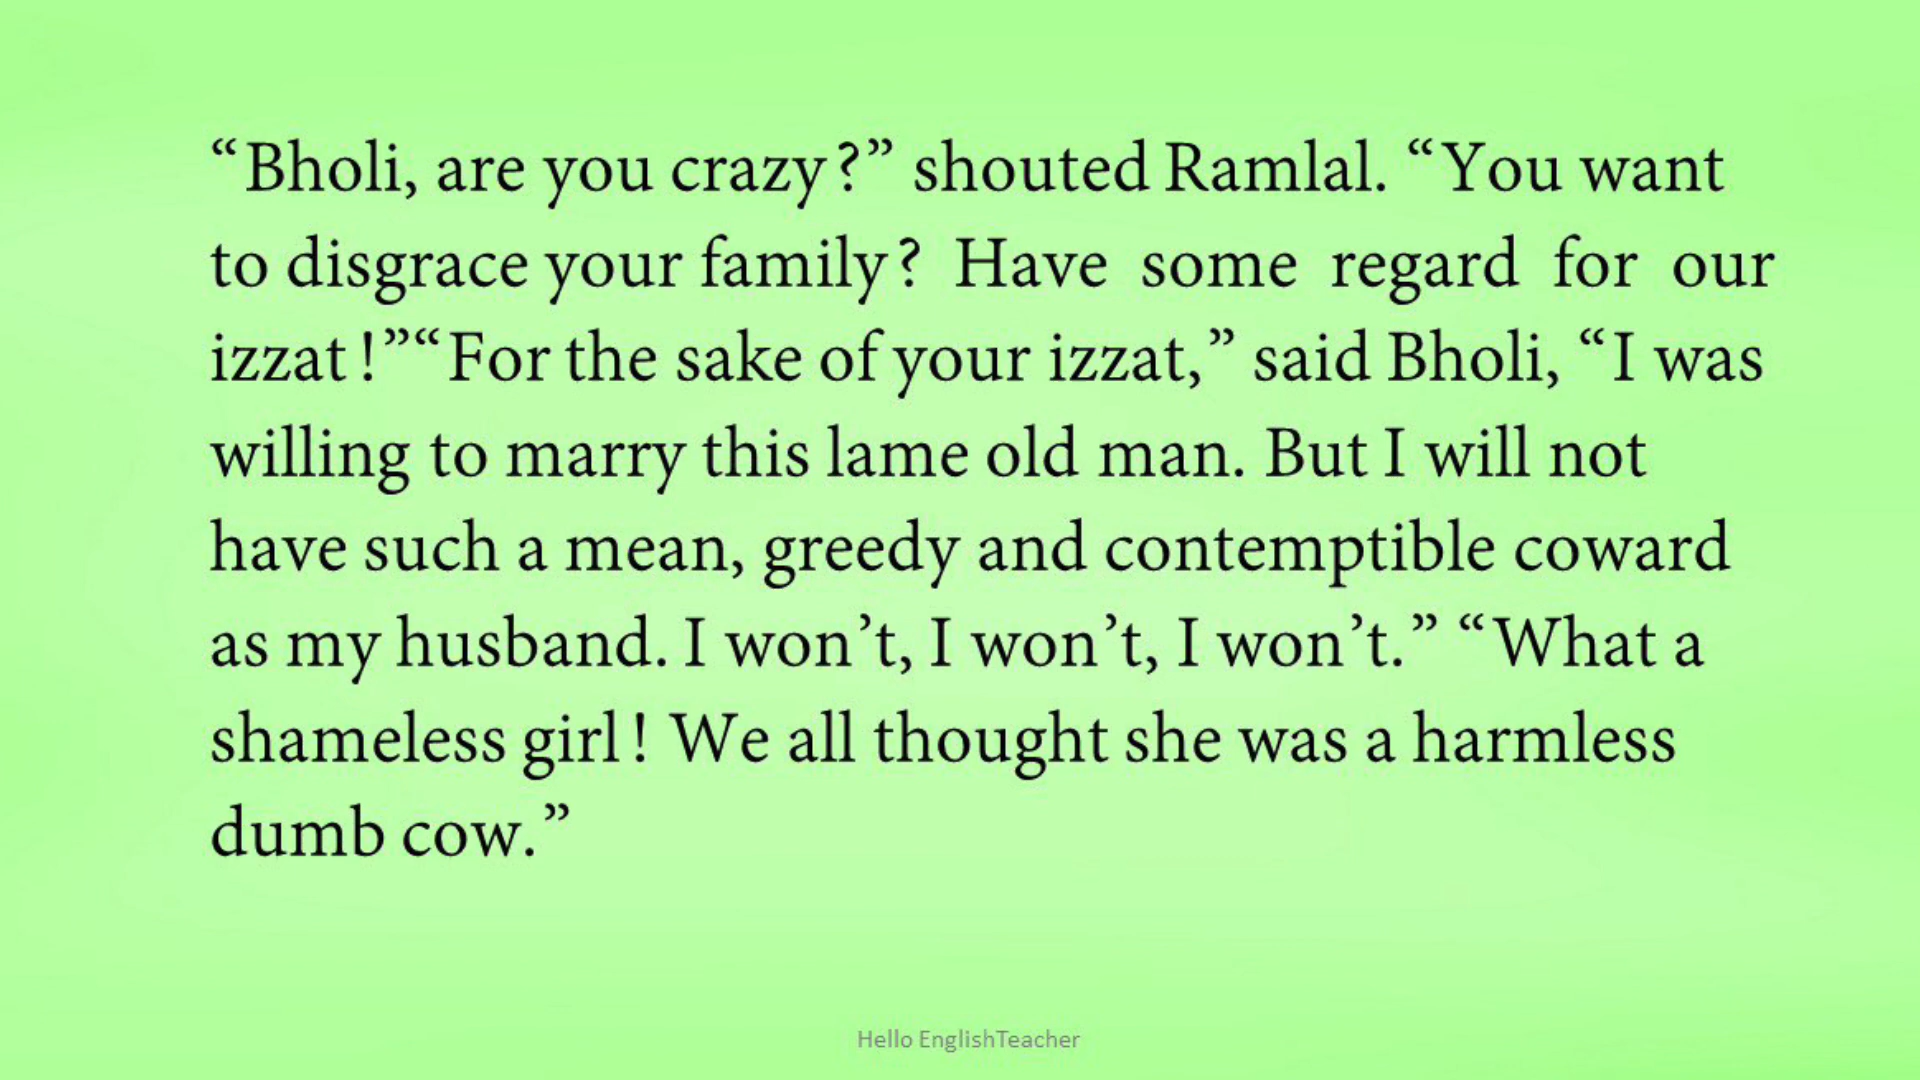 “Bholi, are you crazy?” shouted Ramlal. “You want
to disgrace your family? Have some regard for our
izzat!”“For the sake of your izzat,” said Bholi, “I was
willing to marry this lame old man. But I will not
have such a mean, greedy and contemptible coward
as my husband. I won’t, I won’t, I won’t.” “What a
shameless girl! We all thought she was a harmless
dumb cow.”
Hello EnglishTeacher